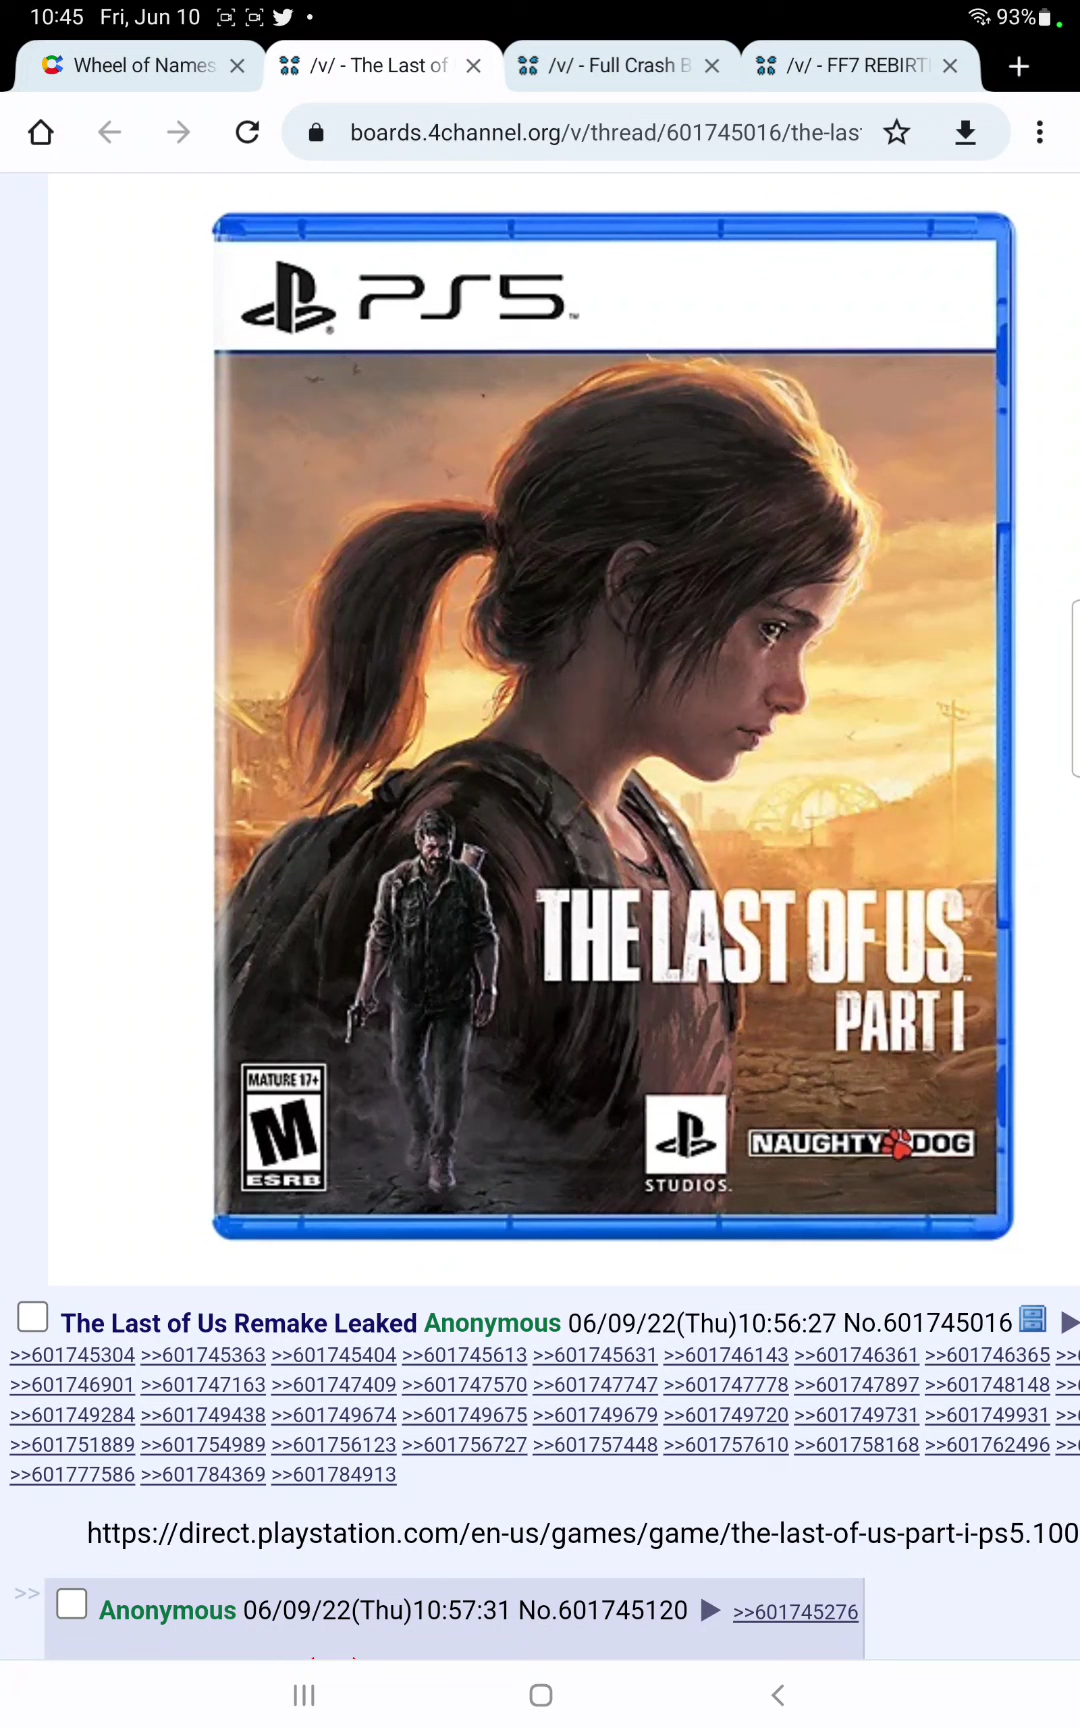 10:45 Fri, Jun 10
93%
Wheel of Names
/v/ - The Last of
/v/ - Full Crash B
/v/ - FF7 REBIRT
boards.4channel.org/v/thread/601745016/the-las
PS5
THE LAST OF US
PART I
MATURE 17+
M
ESRB
STUDIOS
NAUGHTY DOG
The Last of Us Remake Leaked Anonymous 06/09/22(Thu)10:56:27 No.601745016
>>601745304 >>601745363 >>601745404 >>601745613 >>601745631 >>601746143 >>601746361 >>601746365 >>
>>601746901 >>601747163 >>601747409 >>601747570 >>601747747 >>601747778 >>601747897 >>601748148 >>
>>601749284 >>601749438 >>601749674 >>601749675 >>601749679 >>601749720 >>601749731 >>601749931 >>
>>601751889 >>601754989 >>601756123 >>601756727 >>601757448 >>601757610 >>601758168 >>601762496 >>
>>601777586 >>601784369 >>601784913
https://direct.playstation.com/en-us/games/game/the-last-of-us-part-i-ps5.100
>>
Anonymous 06/09/22(Thu)10:57:31 No.601745120 >>601745276